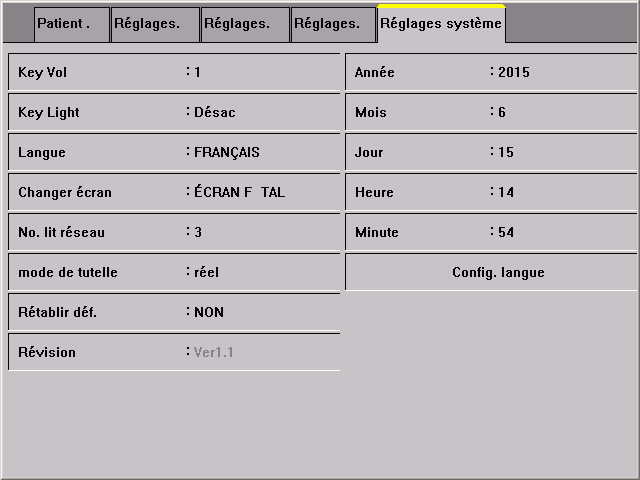 Patient . Réglages. Réglages. Réglages. Réglages système
Key Vol : 1
Key Light : Désac
Langue : FRANÇAIS
Changer écran : ÉCRAN F TAL
No. lit réseau : 3
mode de tutelle : réel
Rétablir déf. : NON
Révision : Ver1.1
Année : 2015
Mois : 6
Jour : 15
Heure : 14
Minute : 54
Config. langue